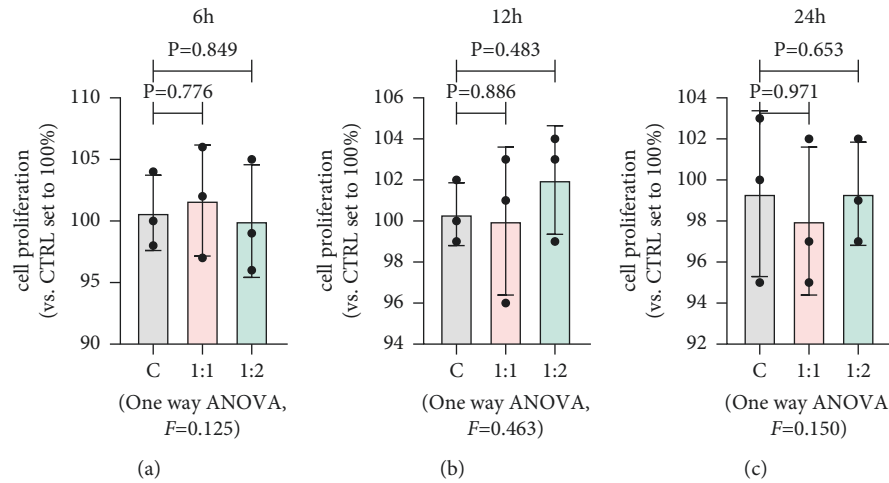 6h
P=0.849
P=0.776
cell proliferation
(vs. CTRL set to 100%)
110
105
100
95
90
C 1:1 1:2
(One way ANOVA,
F=0.125)
(a)
12h
P=0.483
P=0.886
cell proliferation
(vs. CTRL set to 100%)
106
104
102
100
98
96
94
C 1:1 1:2
(One way ANOVA,
F=0.463)
(b)
24h
P=0.653
P=0.971
cell proliferation
(vs. CTRL set to 100%)
104
102
100
98
96
94
92
C 1:1 1:2
(One way ANOVA
F=0.150)
(c)